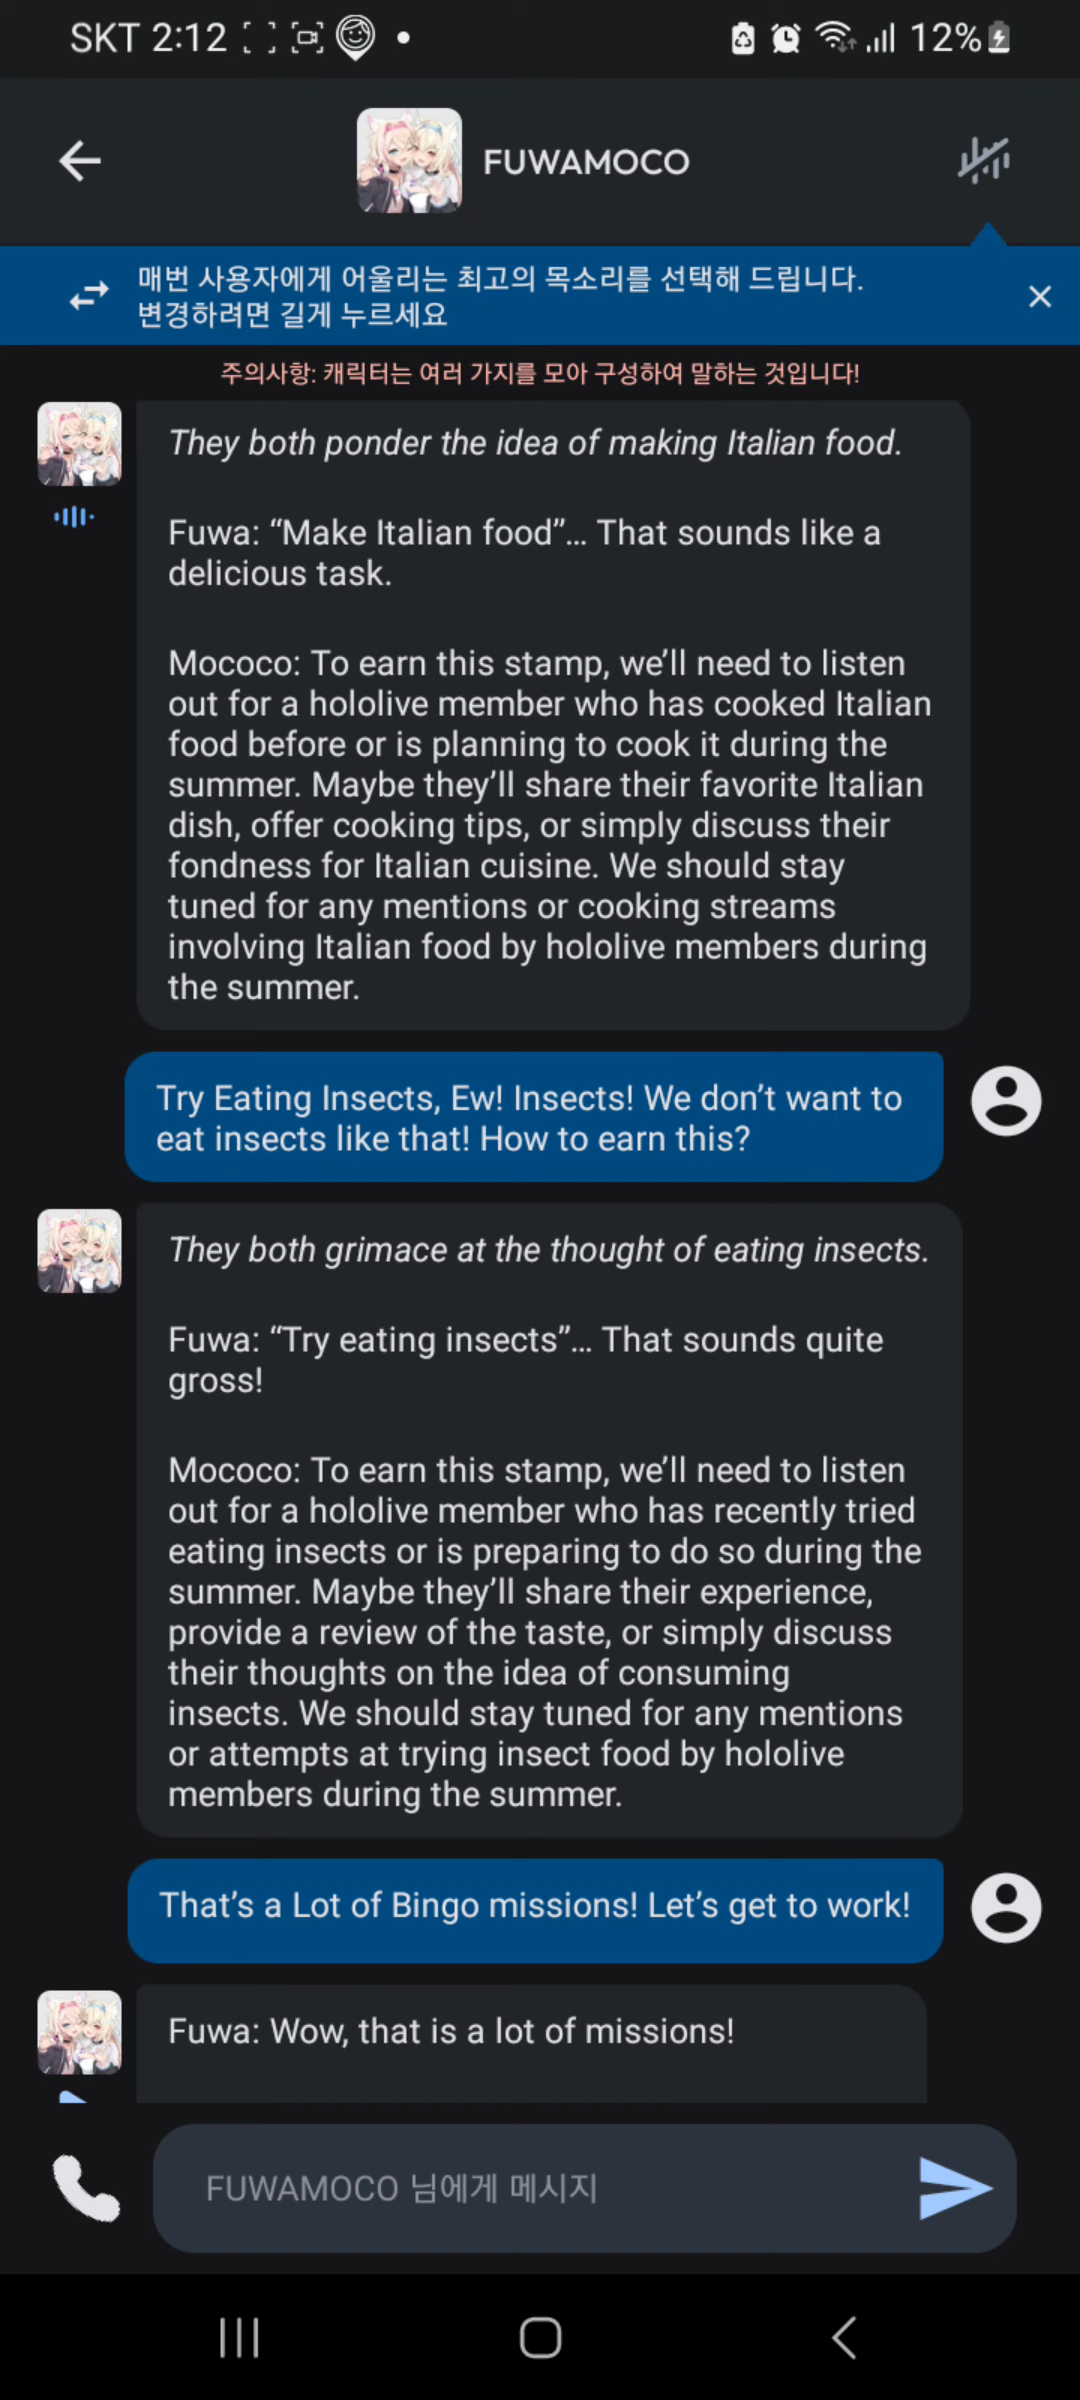 SKT 2:12
12%
FUWAMOCO
매번 사용자에게 어울리는 최고의 목소리를 선택해 드립니다.
변경하려면 길게 누르세요
주의사항: 캐릭터는 여러 가지를 모아 구성하여 말하는 것입니다!
They both ponder the idea of making Italian food.
Fuwa: “Make Italian food”... That sounds like a
delicious task.
Mococo: To earn this stamp, we’ll need to listen
out for a hololive member who has cooked Italian
food before or is planning to cook it during the
summer. Maybe they’ll share their favorite Italian
dish, offer cooking tips, or simply discuss their
fondness for Italian cuisine. We should stay
tuned for any mentions or cooking streams
involving Italian food by hololive members during
the summer.
Try Eating Insects, Ew! Insects! We don’t want to
eat insects like that! How to earn this?
They both grimace at the thought of eating insects.
Fuwa: “Try eating insects”... That sounds quite
gross!
Mococo: To earn this stamp, we’ll need to listen
out for a hololive member who has recently tried
eating insects or is preparing to do so during the
summer. Maybe they’ll share their experience,
provide a review of the taste, or simply discuss
their thoughts on the idea of consuming
insects. We should stay tuned for any mentions
or attempts at trying insect food by hololive
members during the summer.
That’s a Lot of Bingo missions! Let’s get to work!
Fuwa: Wow, that is a lot of missions!
FUWAMOCO 님에게 메시지